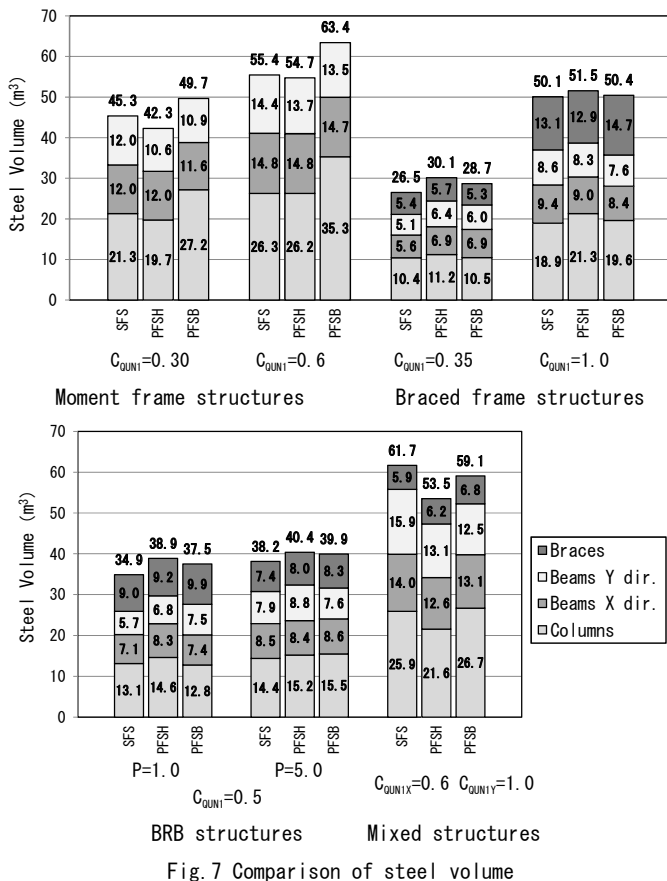 70
60
50
40
30
20
10
0
Steel Volume (m³)
45.3 42.3 49.7 55.4 54.7 63.4 26.5 30.1 28.7 50.1 51.5 50.4
12.0 10.6 10.9 14.4 13.7 13.5 5.4 5.7 5.3 13.1 12.9 14.7
12.0 12.0 11.6 14.8 14.8 14.7 5.1 6.4 6.0 8.6 8.3 7.6
21.3 19.7 27.2 26.3 26.2 35.3 5.6 6.9 6.9 9.4 9.0 8.4
10.4 11.2 10.5 18.9 21.3 19.6
SFS PFSH PFSB SFS PFSH PFSB SFS PFSH PFSB SFS PFSH PFSB
C_QUN1=0.30 C_QUN1=0.6 C_QUN1=0.35 C_QUN1=1.0
Moment frame structures Braced frame structures
70
60
50
40
30
20
10
0
Steel Volume (m³)
34.9 38.9 37.5 38.2 40.4 39.9 61.7 53.5 59.1
9.0 9.2 9.9 7.4 8.0 8.3 5.9 6.2 6.8
5.7 6.8 7.5 7.9 8.8 7.6 15.9 13.1 12.5
7.1 8.3 7.4 8.5 8.4 8.6 14.0 12.6 13.1
13.1 14.6 12.8 14.4 15.2 15.5 25.9 21.6 26.7
Braces
Beams Y dir.
Beams X dir.
Columns
SFS PFSH PFSB SFS PFSH PFSB SFS PFSH PFSB
P=1.0 P=5.0 C_QUN1X=0.6 C_QUN1Y=1.0
C_QUN1=0.5
BRB structures Mixed structures
Fig.7 Comparison of steel volume